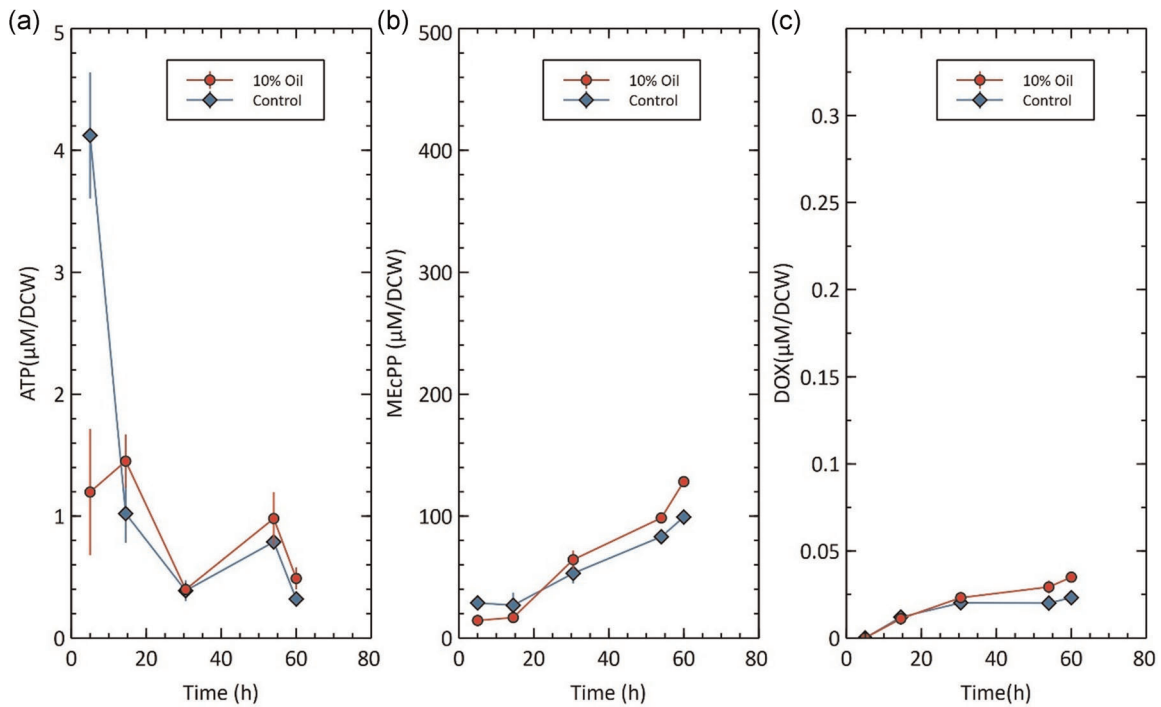 (a)
5
4
3
2
1
0
0 20 40 60 80
ATP(μM/DCW)
Time (h)
10% Oil
Control
(b)
500
400
300
200
100
0
0 20 40 60 80
MEcPP (μM/DCW)
Time (h)
10% Oil
Control
(c)
0.3
0.25
0.2
0.15
0.1
0.05
0
0 20 40 60 80
DOX(μM/DCW)
Time(h)
10% Oil
Control